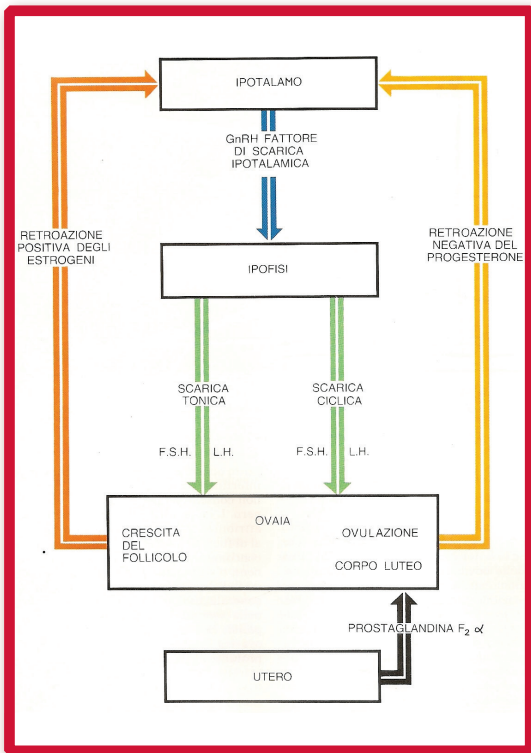 IPOTALAMO
GnRH FATTORE
DI SCARICA
IPOTALAMICA
RETROAZIONE
POSITIVA DEGLI
ESTROGENI
RETROAZIONE
NEGATIVA DEL
PROGESTERONE
IPOFISI
SCARICA
TONICA
SCARICA
CICLICA
F.S.H. L.H.
F.S.H. L.H.
OVAIA
CRESCITA
DEL
FOLLICOLO
OVULAZIONE
CORPO LUTEO
PROSTAGLANDINA F₂ α
UTERO